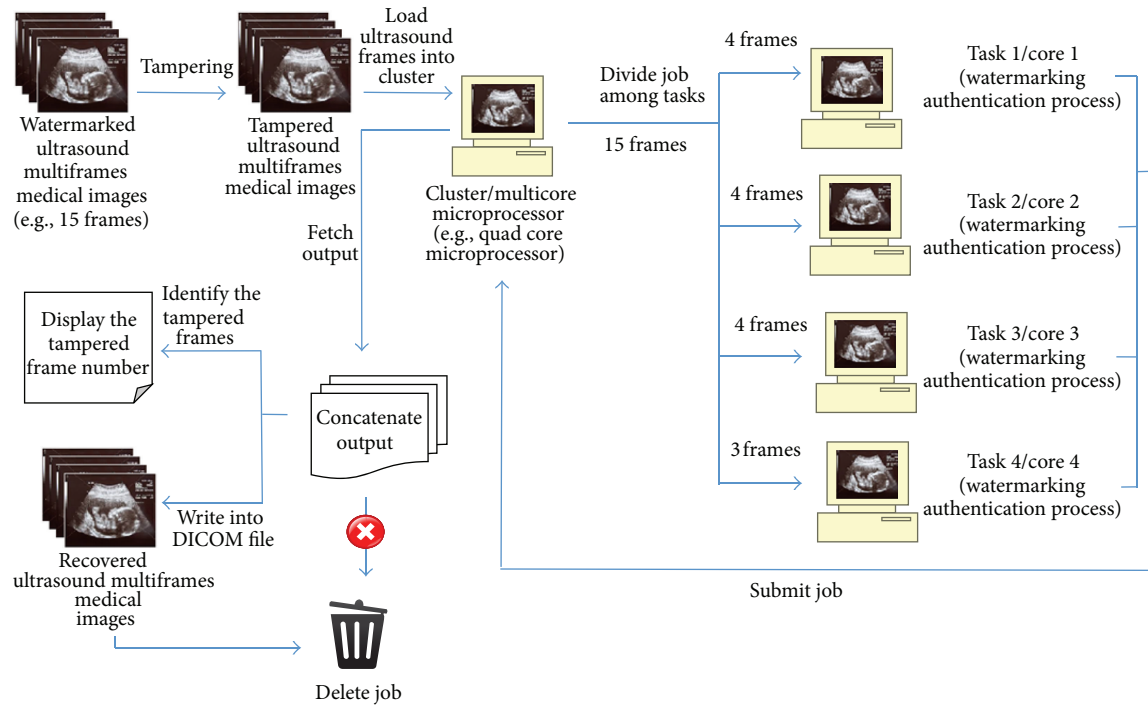 Watermarked
ultrasound
multiframes
medical images
(e.g., 15 frames)
Tampering
Tampered
ultrasound
multiframes
medical images
Load
ultrasound
frames into
cluster
Cluster/multicore
microprocessor
(e.g., quad core
microprocessor)
Divide job
among tasks
15 frames
4 frames
Task 1/core 1
(watermarking
authentication process)
4 frames
Task 2/core 2
(watermarking
authentication process)
4 frames
Task 3/core 3
(watermarking
authentication process)
3 frames
Task 4/core 4
(watermarking
authentication process)
Submit job
Fetch
output
Concatenate
output
Identify the
tampered
frames
Display the
tampered
frame number
Write into
DICOM file
Recovered
ultrasound multiframes
medical
images
Delete job